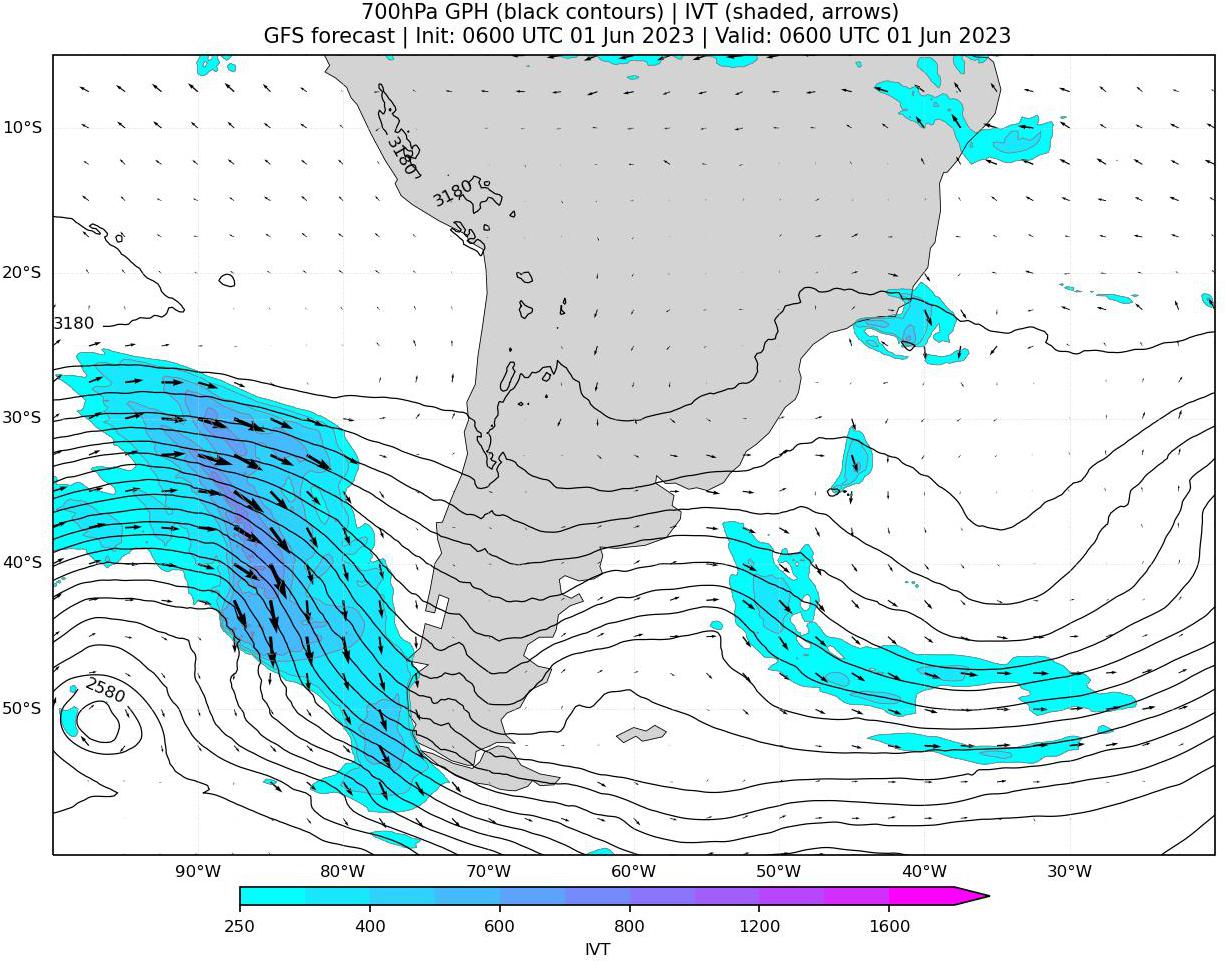 700hPa GPH (black contours) | IVT (shaded, arrows)
GFS forecast | Init: 0600 UTC 01 Jun 2023 | Valid: 0600 UTC 01 Jun 2023
10°S
3180
3180
20°S
3180
30°S
40°S
2580
50°S
90°W 80°W 70°W 60°W 50°W 40°W 30°W
250 400 600 800 1200 1600
IVT